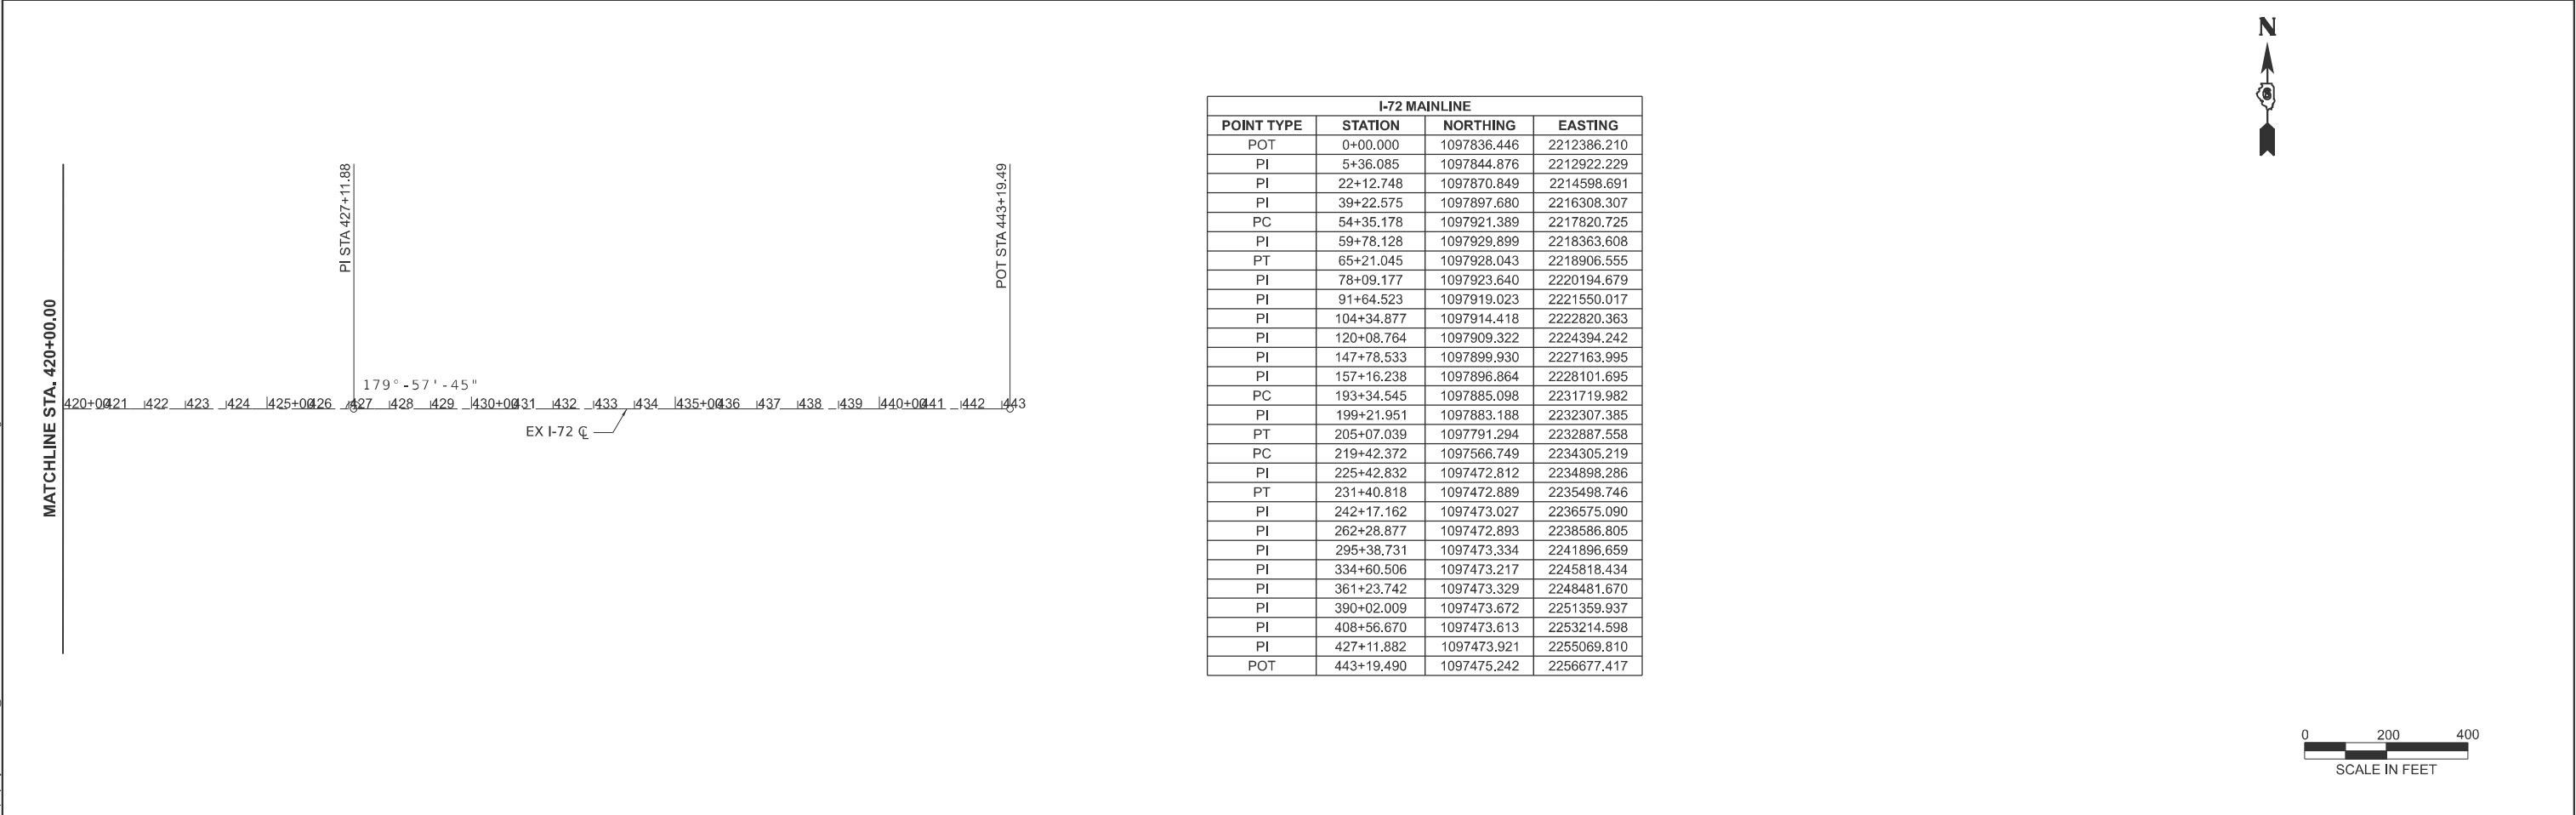 N
6
MATCHLINE STA. 420+00.00
PI STA 427+11.88
POT STA 443+19.49
179°-57'-45"
420+00 421 422 423 424 425+00 426 427 428 429 430+00 431 432 433 434 435+00 436 437 438 439 440+00 441 442 443
EX I-72 ℄
I-72 MAINLINE
POINT TYPE STATION NORTHING EASTING
POT 0+00.000 1097836.446 2212386.210
PI 5+36.085 1097844.876 2212922.229
PI 22+12.748 1097870.849 2214598.691
PI 39+22.575 1097897.680 2216308.307
PC 54+35.178 1097921.389 2217820.725
PI 59+78.128 1097929.899 2218363.608
PT 65+21.045 1097928.043 2218906.555
PI 78+09.177 1097923.640 2220194.679
PI 91+64.523 1097919.023 2221550.017
PI 104+34.877 1097914.418 2222820.363
PI 120+08.764 1097909.322 2224394.242
PI 147+78.533 1097899.930 2227163.995
PI 157+16.238 1097896.864 2228101.695
PC 193+34.545 1097885.098 2231719.982
PI 199+21.951 1097883.188 2232307.385
PT 205+07.039 1097791.294 2232887.558
PC 219+42.372 1097566.749 2234305.219
PI 225+42.832 1097472.812 2234898.286
PT 231+40.818 1097472.889 2235498.746
PI 242+17.162 1097473.027 2236575.090
PI 262+28.877 1097472.893 2238586.805
PI 295+38.731 1097473.334 2241896.659
PI 334+60.506 1097473.217 2245818.434
PI 361+23.742 1097473.329 2248481.670
PI 390+02.009 1097473.672 2251359.937
PI 408+56.670 1097473.613 2253214.598
PI 427+11.882 1097473.921 2255069.810
POT 443+19.490 1097475.242 2256677.417
0 200 400
SCALE IN FEET